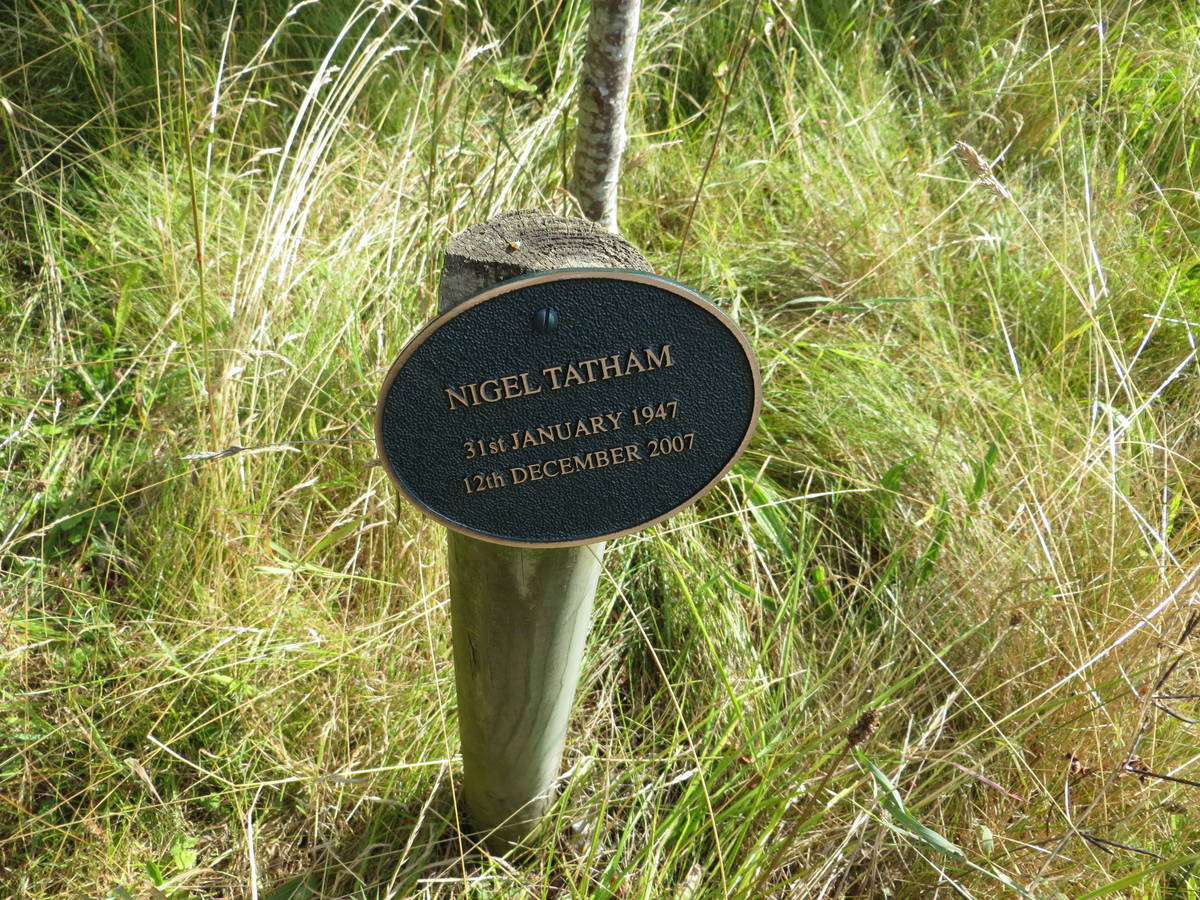 NIGEL TATHAM
31st JANUARY 1947
12th DECEMBER 2007